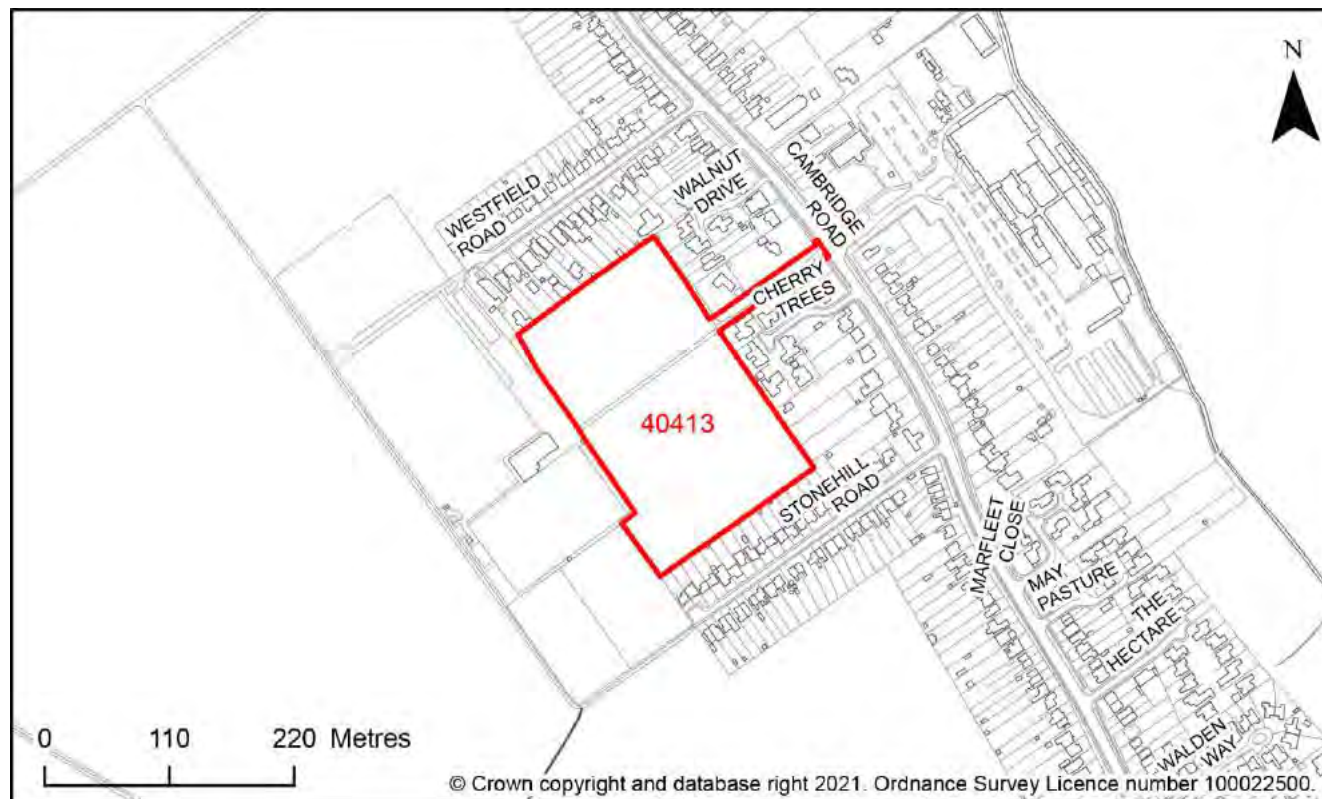 N
WESTFIELD
ROAD
WALNUT
DRIVE
CAMBRIDGE
ROAD
CHERRY
TREES
40413
STONEHILL
ROAD
MARFLEET
CLOSE
MAY
PASTURE
THE
HECTARE
WALDEN
WAY
0 110 220 Metres
© Crown copyright and database right 2021. Ordnance Survey Licence number 100022500.